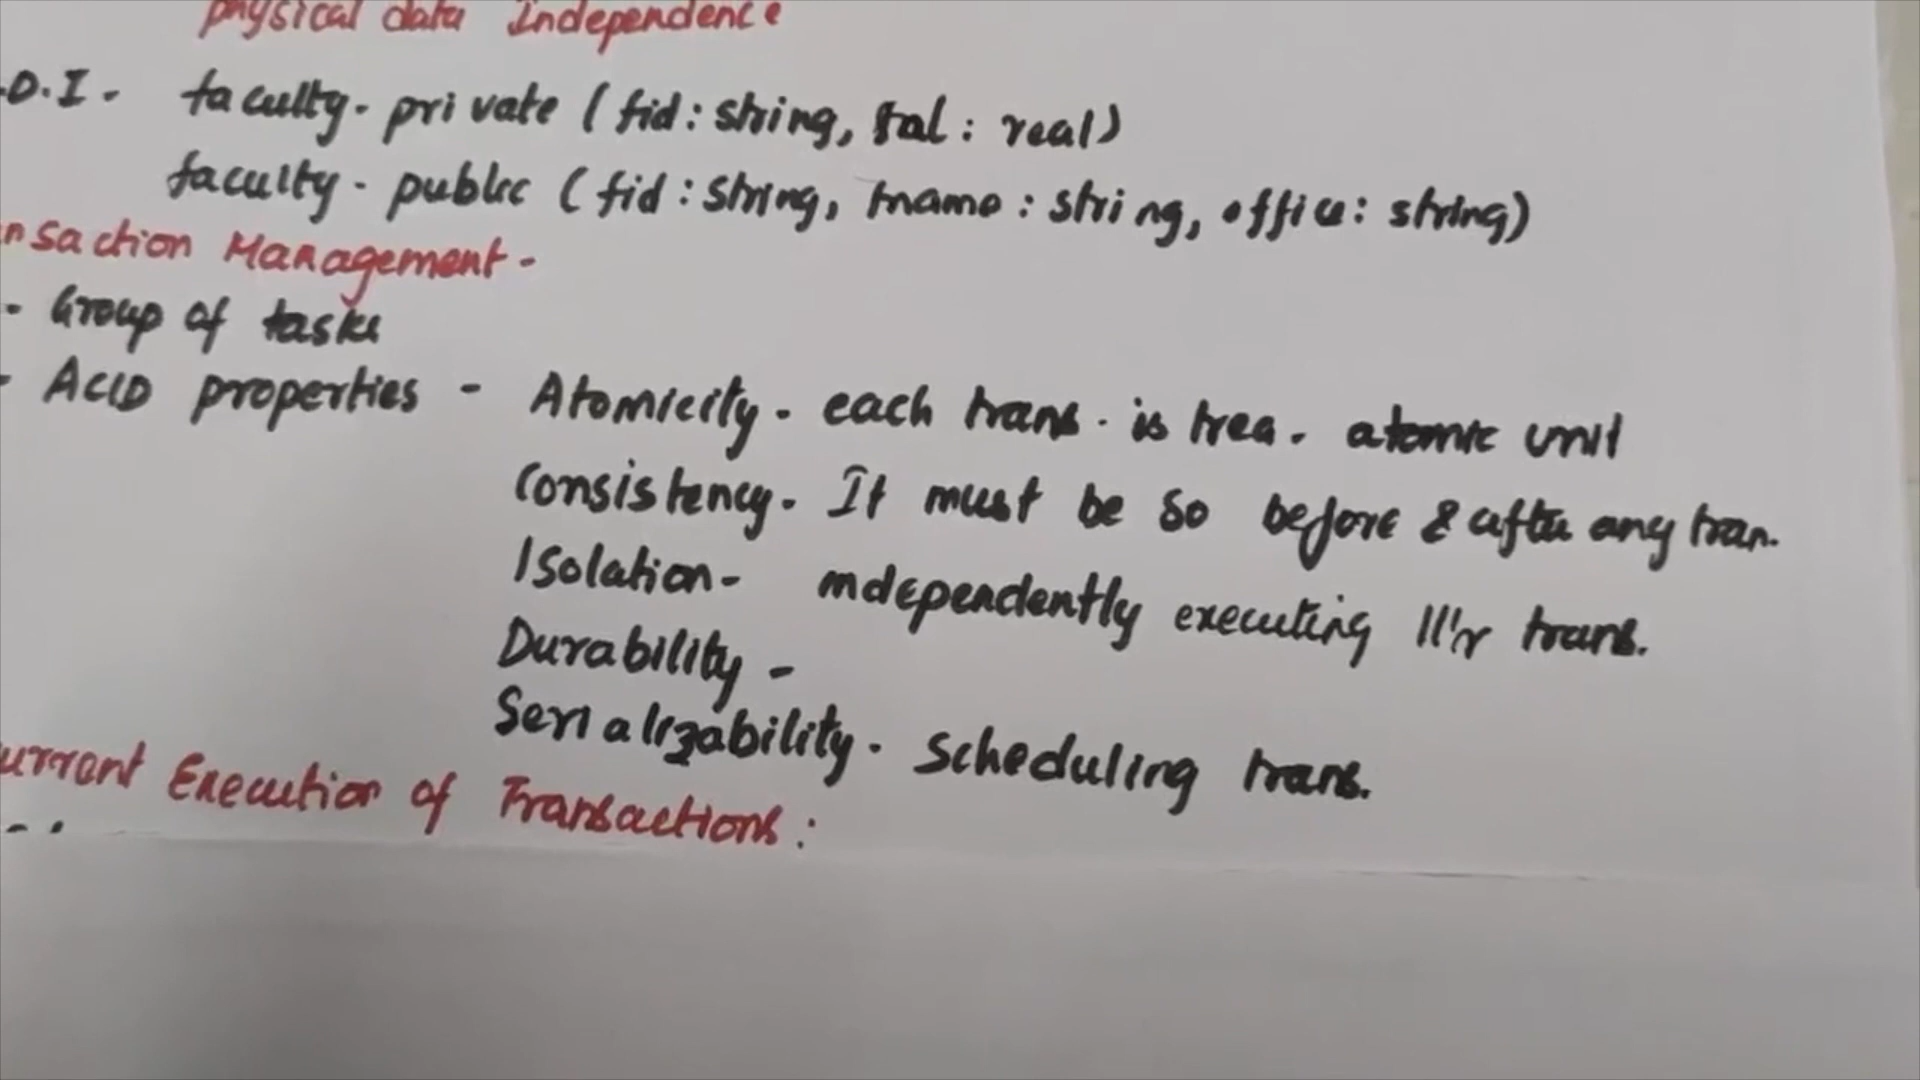 physical data Independence
.D.I. faculty. private (fid: string, sal: real)
faculty. public (fid: string, fname: string, office: string)
nsaction Management -
- Group of tasks
- ACID properties - Atomicity. each trans. is trea. atomic unit
Consistency. It must be so before & after any tran.
Isolation - independently executing ll'r trans.
Durability -
Serializability. Scheduling trans.
urrent Execution of Transactions: